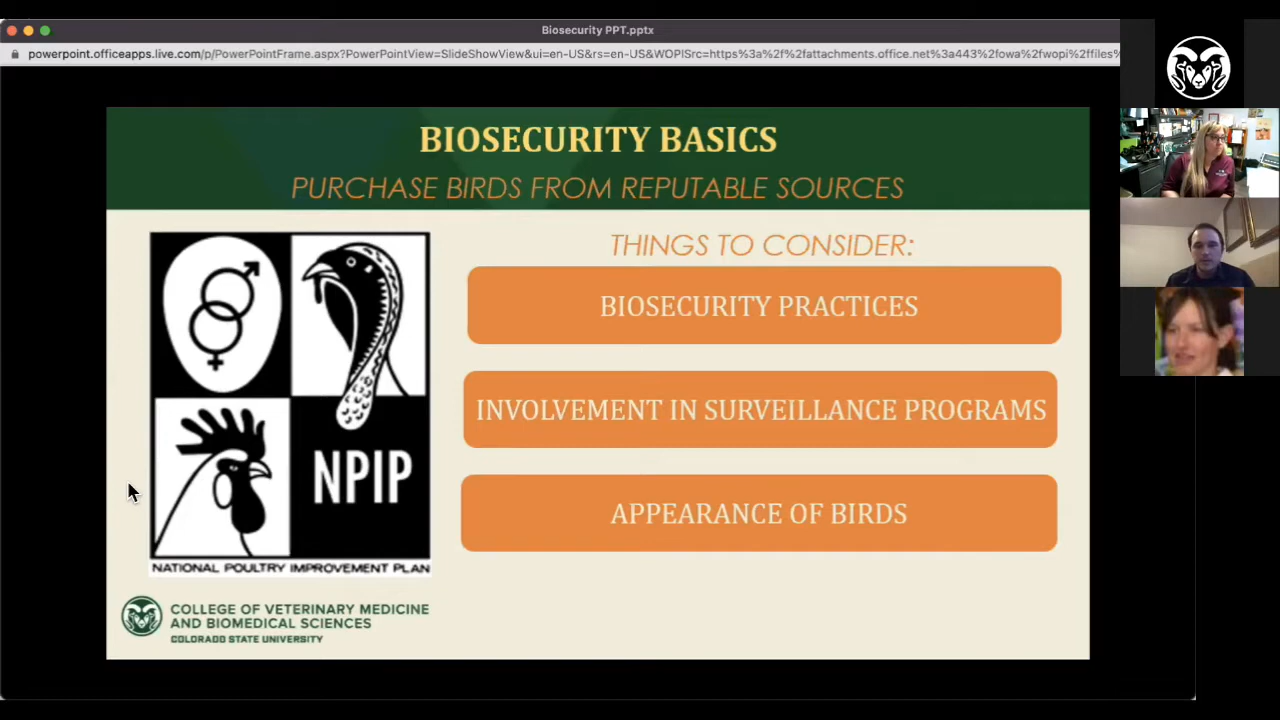 Biosecurity PPT.pptx
powerpoint.officeapps.live.com/p/PowerPointFrame.aspx?PowerPointView=SlideShowView&ui=en-US&rs=en-US&WOPISrc=https%3a%2f%2fattachments.office.net%3a443%2fowa%2fwopi%2ffiles%
BIOSECURITY BASICS
PURCHASE BIRDS FROM REPUTABLE SOURCES
THINGS TO CONSIDER:
BIOSECURITY PRACTICES
INVOLVEMENT IN SURVEILLANCE PROGRAMS
APPEARANCE OF BIRDS
NPIP
NATIONAL POULTRY IMPROVEMENT PLAN
COLLEGE OF VETERINARY MEDICINE
AND BIOMEDICAL SCIENCES
COLORADO STATE UNIVERSITY